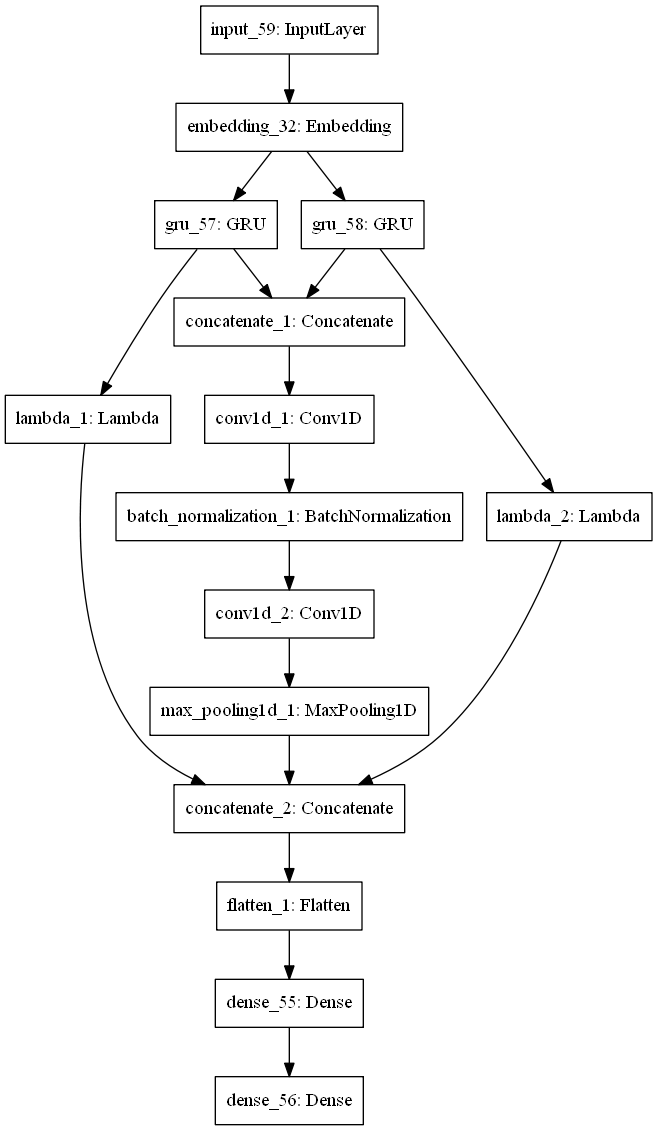 input_59: InputLayer
embedding_32: Embedding
gru_57: GRU
gru_58: GRU
concatenate_1: Concatenate
lambda_1: Lambda
conv1d_1: Conv1D
batch_normalization_1: BatchNormalization
lambda_2: Lambda
conv1d_2: Conv1D
max_pooling1d_1: MaxPooling1D
concatenate_2: Concatenate
flatten_1: Flatten
dense_55: Dense
dense_56: Dense